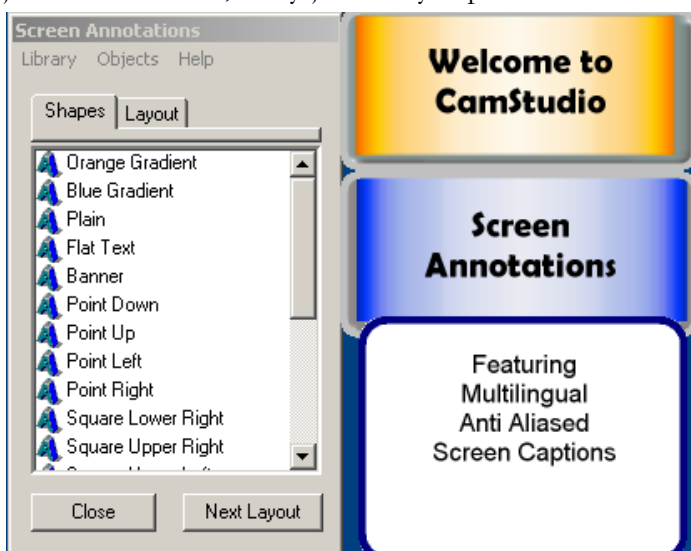 Screen Annotations
Library Objects Help
Shapes Layout
Orange Gradient
Blue Gradient
Plain
Flat Text
Banner
Point Down
Point Up
Point Left
Point Right
Square Lower Right
Square Upper Right
Close Next Layout
Welcome to
CamStudio
Screen
Annotations
Featuring
Multilingual
Anti Aliased
Screen Captions